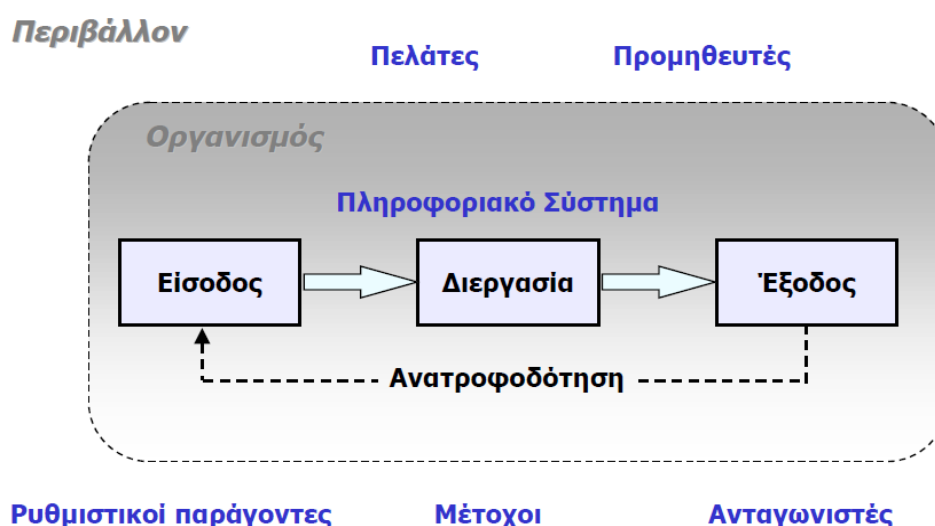 Περιβάλλον
Πελάτες Προμηθευτές
Οργανισμός
Πληροφοριακό Σύστημα
Είσοδος Διεργασία Έξοδος
Ανατροφοδότηση
Ρυθμιστικοί παράγοντες Μέτοχοι Ανταγωνιστές